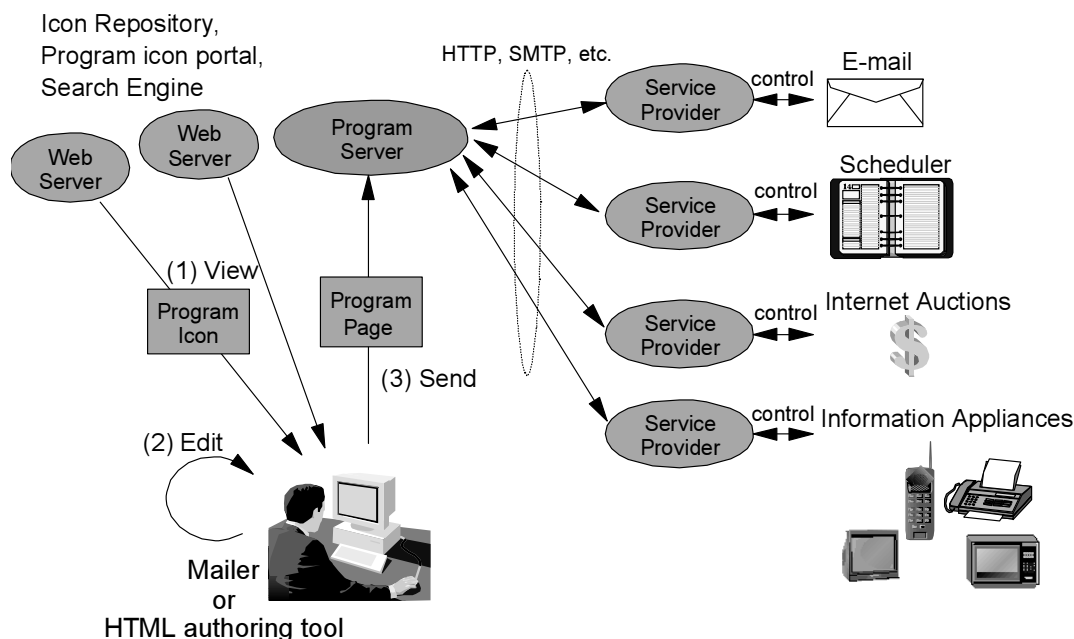 Icon Repository,
Program icon portal,
Search Engine
Web
Server
Web
Server
Program
Server
HTTP, SMTP, etc.
Service
Provider
control
E-mail
Service
Provider
control
Scheduler
14
Service
Provider
control
Internet Auctions
$
Service
Provider
control
Information Appliances
(1) View
Program
Icon
Program
Page
(3) Send
(2) Edit
Mailer
or
HTML authoring tool